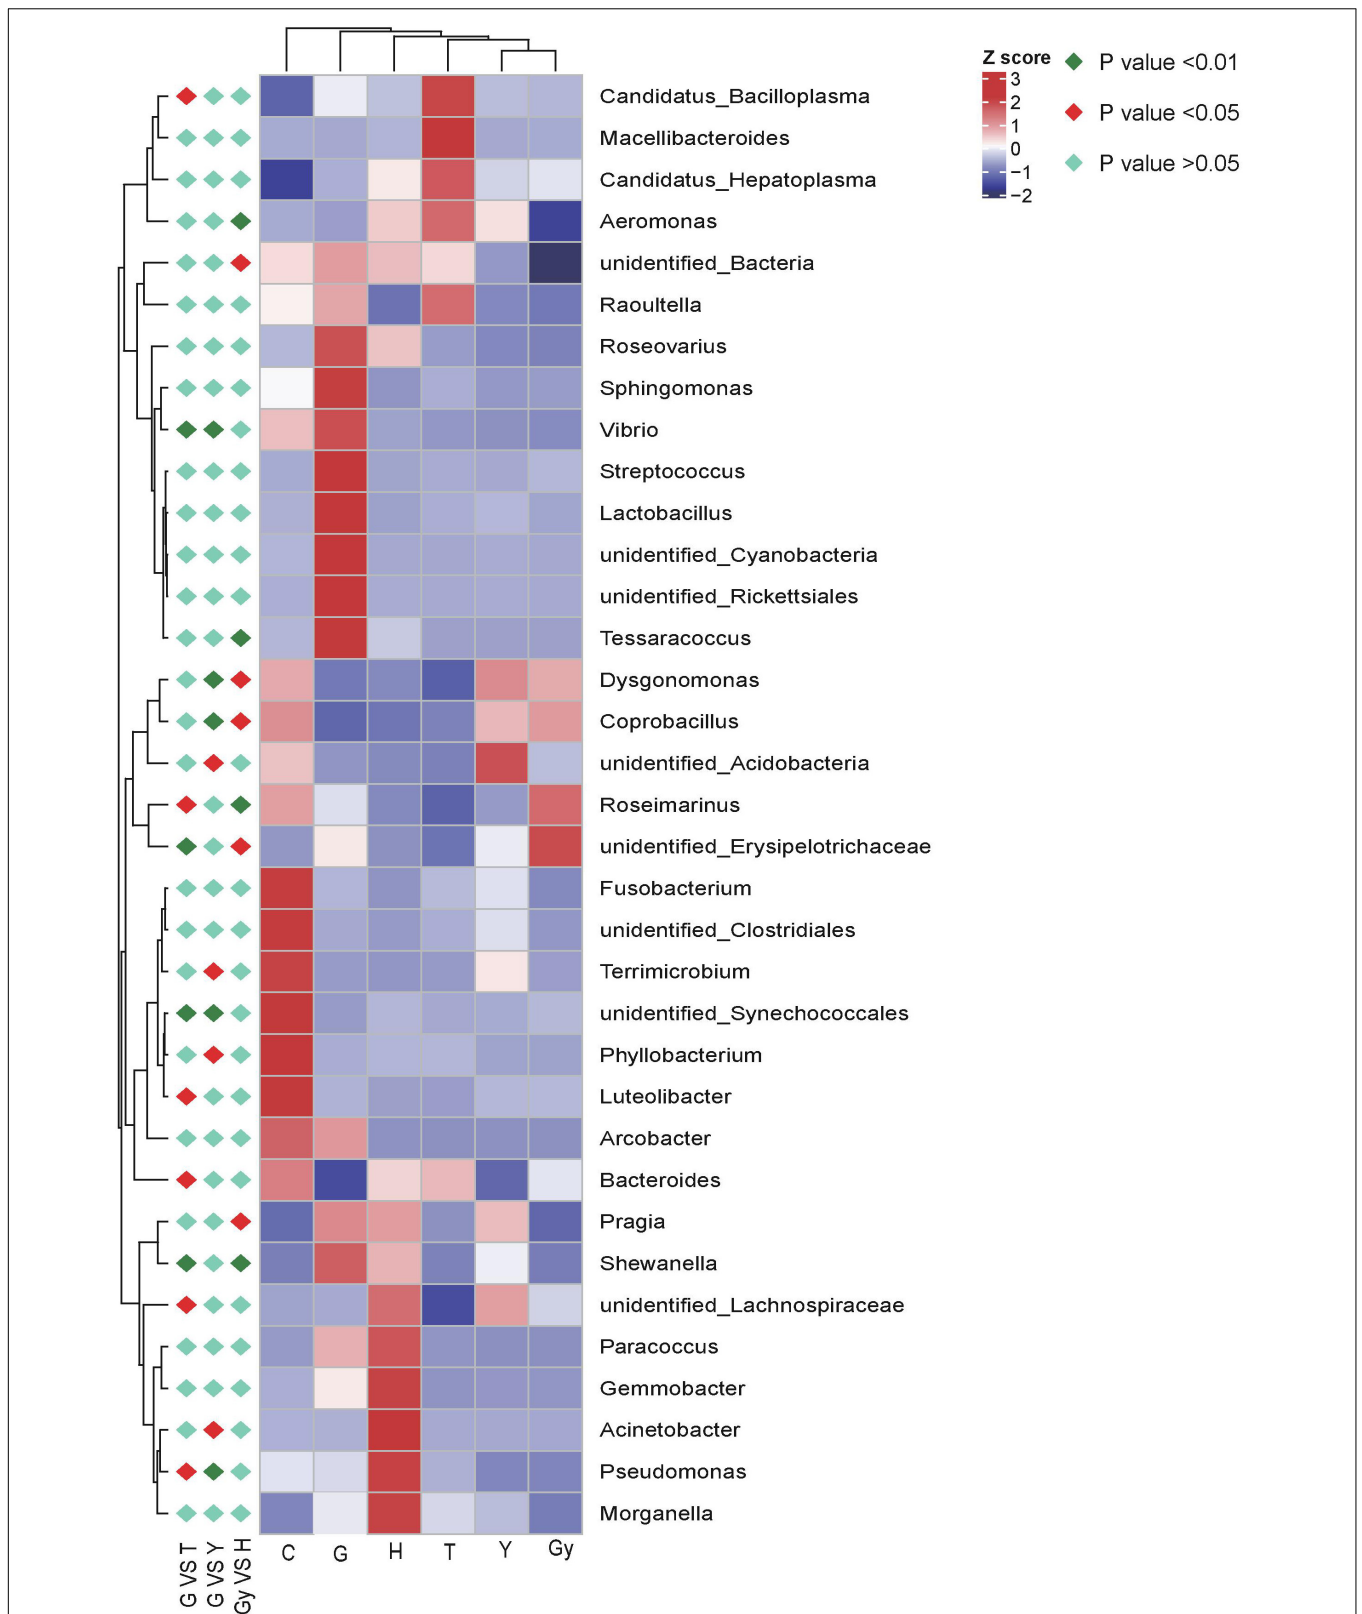 Z score
3
2
1
0
−1
−2
P value <0.01
P value <0.05
P value >0.05
Candidatus_Bacilloplasma
Macellibacteroides
Candidatus_Hepatoplasma
Aeromonas
unidentified_Bacteria
Raoultella
Roseovarius
Sphingomonas
Vibrio
Streptococcus
Lactobacillus
unidentified_Cyanobacteria
unidentified_Rickettsiales
Tessaracoccus
Dysgonomonas
Coprobacillus
unidentified_Acidobacteria
Roseimarinus
unidentified_Erysipelotrichaceae
Fusobacterium
unidentified_Clostridiales
Terrimicrobium
unidentified_Synechococcales
Phyllobacterium
Luteolibacter
Arcobacter
Bacteroides
Pragia
Shewanella
unidentified_Lachnospiraceae
Paracoccus
Gemmobacter
Acinetobacter
Pseudomonas
Morganella
G VS T
G VS Y
Gy VS H
C G H T Y Gy